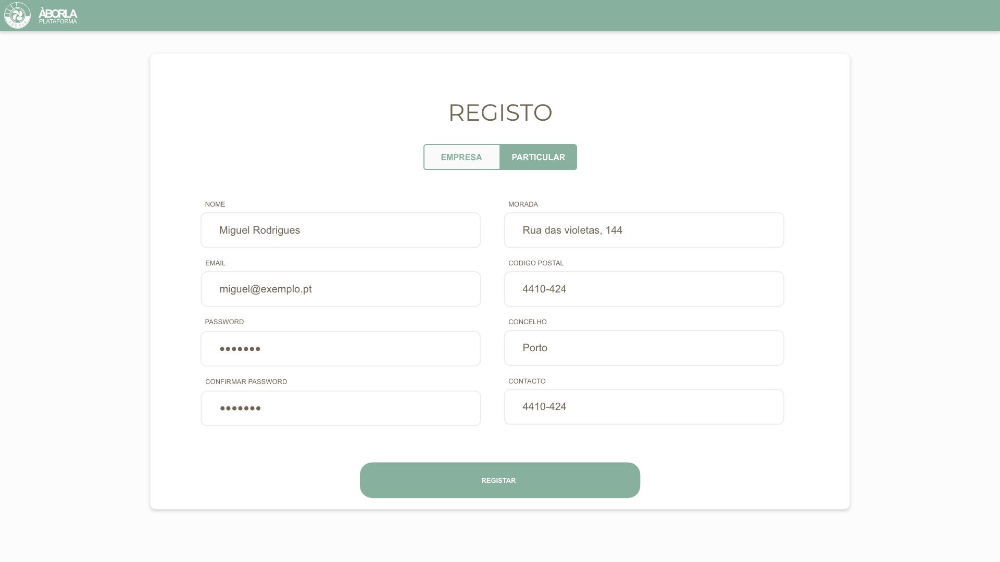 ÀBORLA
PLATAFORMA
ÀBORLA
REGISTO
EMPRESA
PARTICULAR
NOME
Miguel Rodrigues
EMAIL
miguel@exemplo.pt
PASSWORD
●●●●●●●
CONFIRMAR PASSWORD
●●●●●●●
MORADA
Rua das violetas, 144
CODIGO POSTAL
4410-424
CONCELHO
Porto
CONTACTO
4410-424
REGISTAR